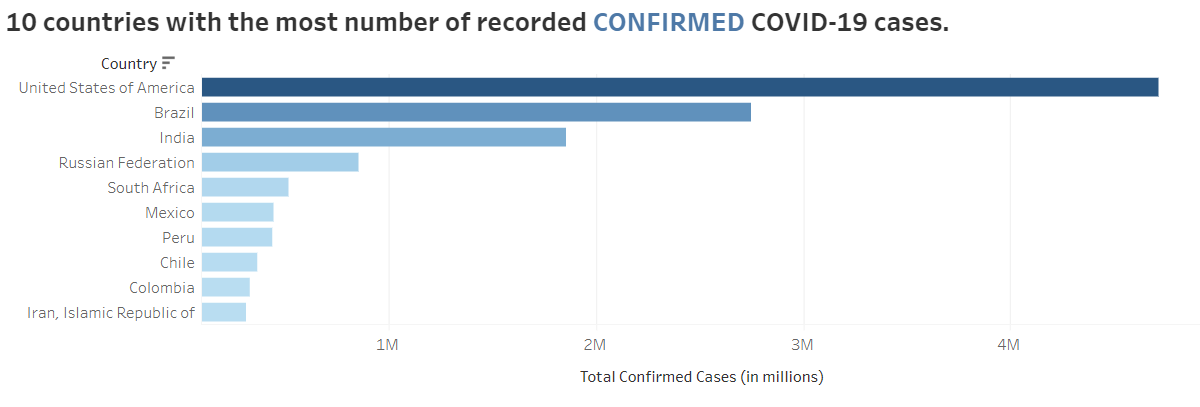 10 countries with the most number of recorded CONFIRMED COVID-19 cases.
Country
United States of America
Brazil
India
Russian Federation
South Africa
Mexico
Peru
Chile
Colombia
Iran, Islamic Republic of
1M 2M 3M 4M
Total Confirmed Cases (in millions)